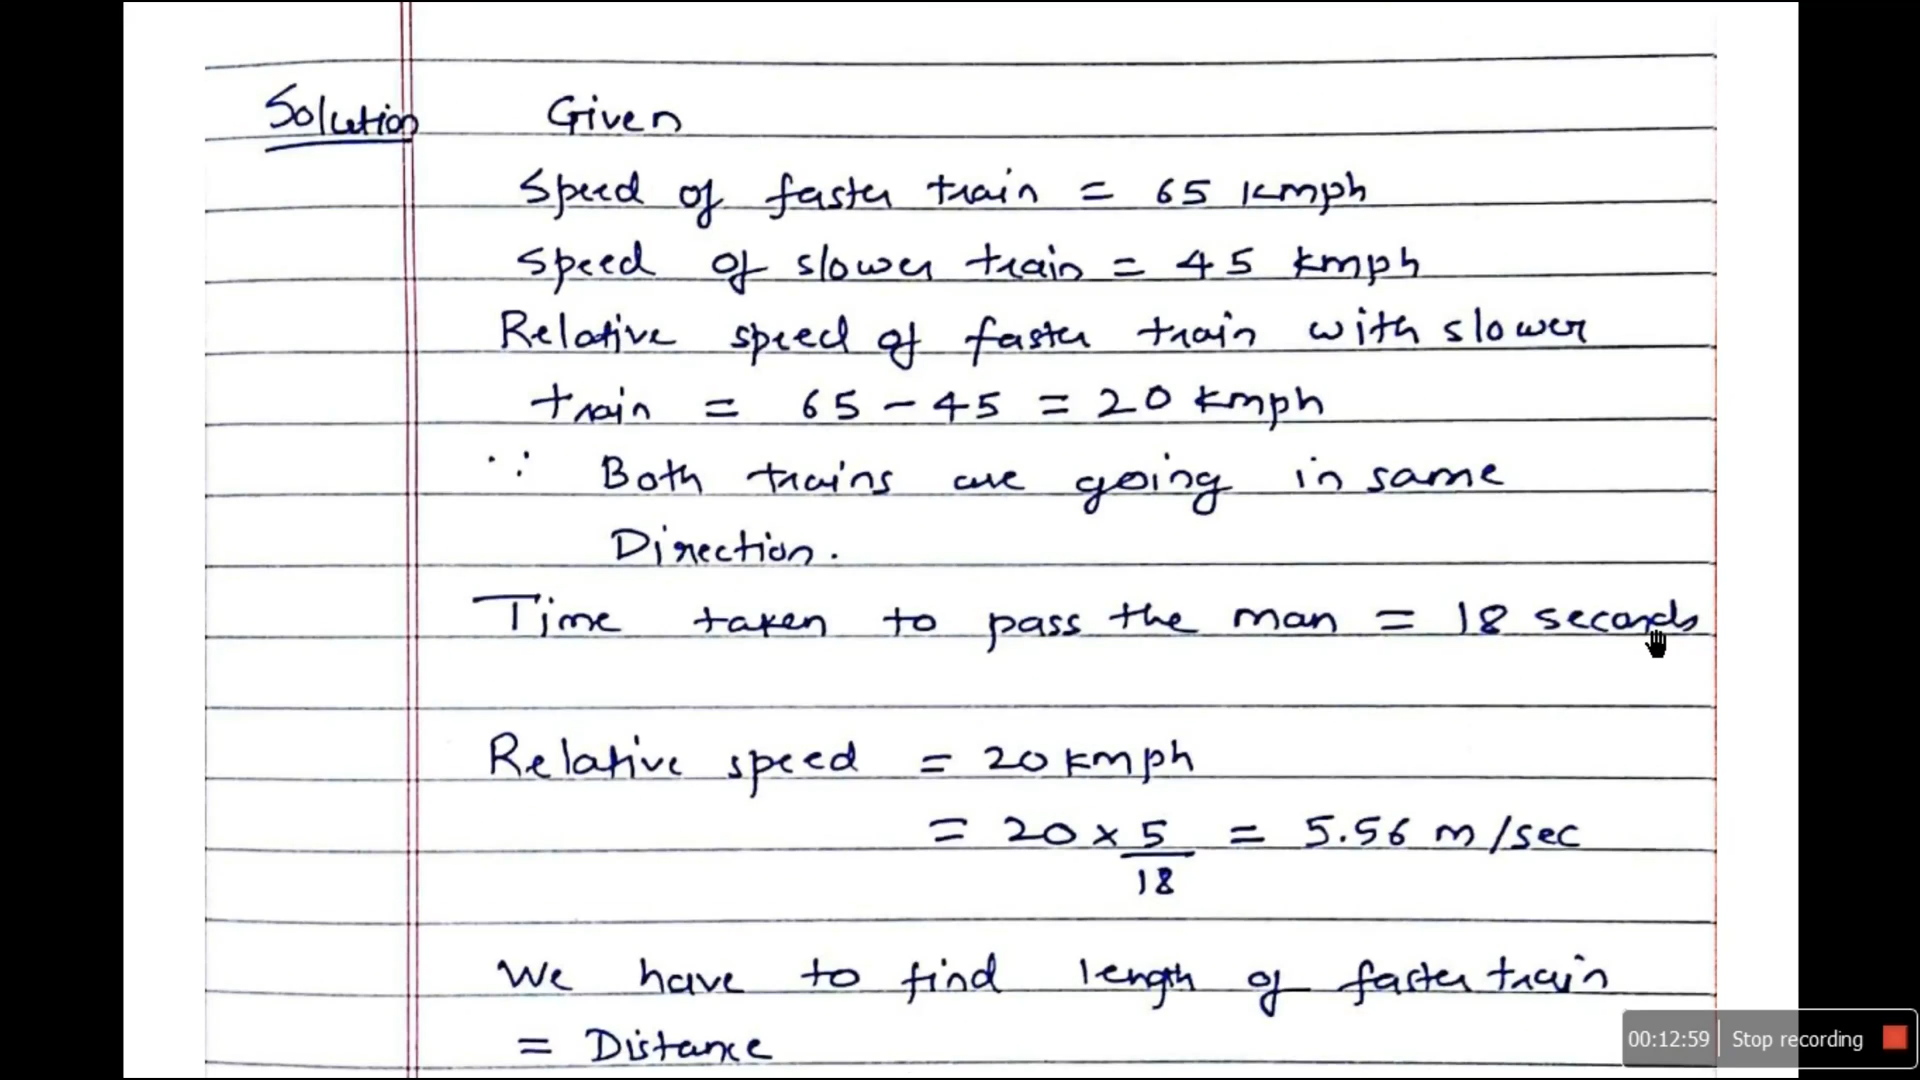 Solution Given
Speed of faster train = 65 kmph
Speed of slower train = 45 kmph
Relative speed of faster train with slower
train = 65 - 45 = 20 kmph
∵ Both trains are going in same
Direction.
Time taken to pass the man = 18 seconds
Relative speed = 20 kmph
= 20 × 5/18 = 5.56 m/sec
We have to find length of faster train
= Distance
00:12:59 | Stop recording